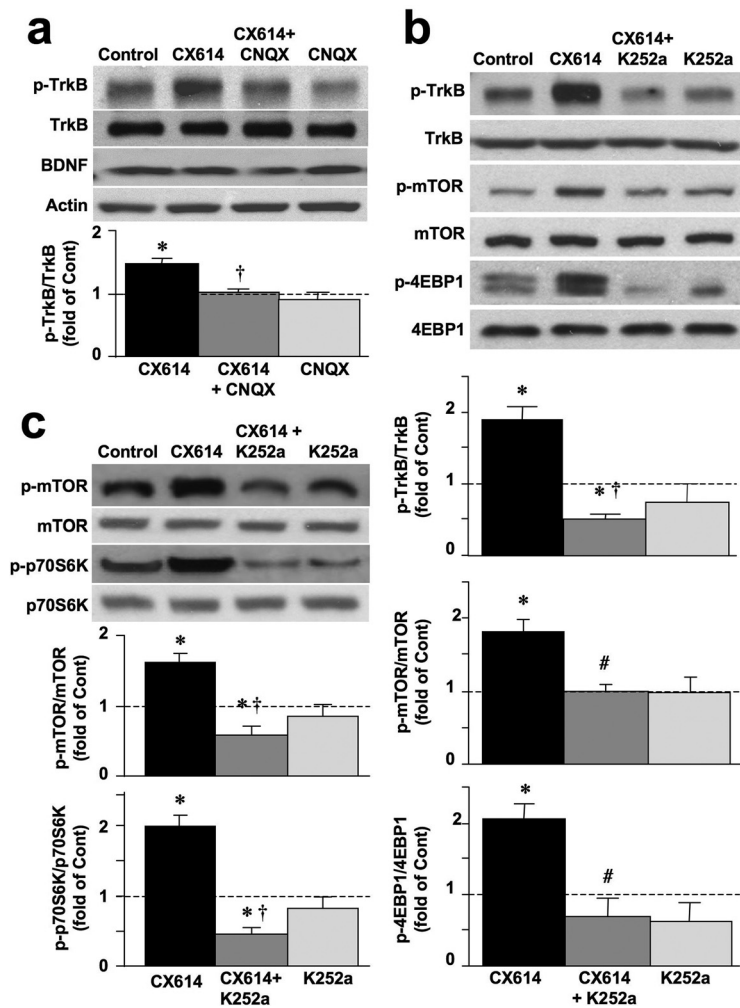 a
CX614+
Control CX614 CNQX CNQX
p-TrkB
TrkB
BDNF
Actin
p-TrkB/TrkB
(fold of Cont)
2
1
0
*
†
CX614 CX614 CNQX
+ CNQX
b
CX614+
Control CX614 K252a K252a
p-TrkB
TrkB
p-mTOR
mTOR
p-4EBP1
4EBP1
p-TrkB/TrkB
(fold of Cont)
2
1
0
*
* †
p-mTOR/mTOR
(fold of Cont)
2
1
0
*
#
p-4EBP1/4EBP1
(fold of Cont)
2
1
0
*
#
CX614 CX614 K252a
+ K252a
c
CX614 +
Control CX614 K252a K252a
p-mTOR
mTOR
p-p70S6K
p70S6K
p-mTOR/mTOR
(fold of Cont)
2
1
0
*
* †
p-p70S6K/p70S6K
(fold of Cont)
2
1
0
*
* †
CX614 CX614+ K252a
K252a